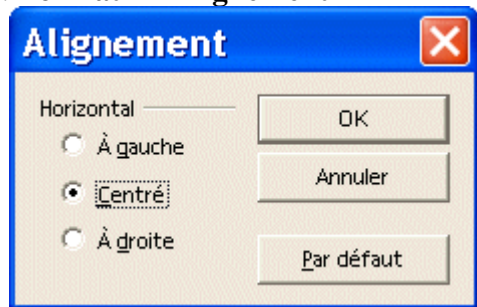 Alignement
Horizontal
À gauche
Centré
À droite
OK
Annuler
Par défaut